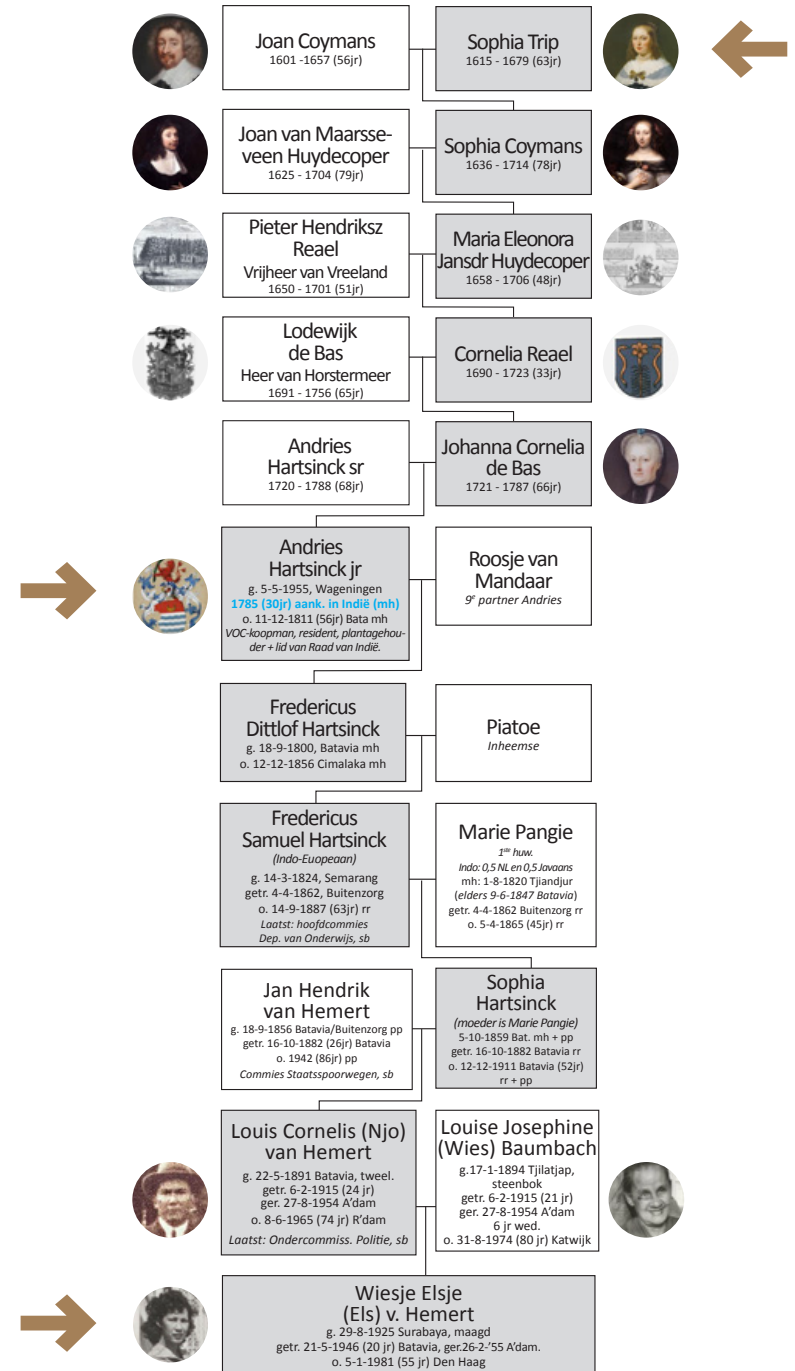 Joan Coymans
1601 -1657 (56jr)
Sophia Trip
1615 - 1679 (63jr)
Joan van Maarsse-
veen Huydecoper
1625 - 1704 (79jr)
Sophia Coymans
1636 - 1714 (78jr)
Pieter Hendriksz
Reael
Vrijheer van Vreeland
1650 - 1701 (51jr)
Maria Eleonora
Jansdr Huydecoper
1658 - 1706 (48jr)
Lodewijk
de Bas
Heer van Horstermeer
1691 - 1756 (65jr)
Cornelia Reael
1690 - 1723 (33jr)
Andries
Hartsinck sr
1720 - 1788 (68jr)
Johanna Cornelia
de Bas
1721 - 1787 (66jr)
Andries
Hartsinck jr
g. 5-5-1955, Wageningen
1785 (30jr) aank. in Indië (mh)
o. 11-12-1811 (56jr) Bata mh
VOC-koopman, resident, plantagehou-
der + lid van Raad van Indië.
Roosje van
Mandaar
9e partner Andries
Fredericus
Dittlof Hartsinck
g. 18-9-1800, Batavia mh
o. 12-12-1856 Cimalaka mh
Piatoe
Inheemse
Fredericus
Samuel Hartsinck
(Indo-Euopeaan)
g. 14-3-1824, Semarang
getr. 4-4-1862, Buitenzorg
o. 14-9-1887 (63jr) rr
Laatst: hoofdcommies
Dep. van Onderwijs, sb
Marie Pangie
1ste huw.
Indo: 0,5 NL en 0,5 Javaans
mh: 1-8-1820 Tjiandjur
(elders 9-6-1847 Batavia)
getr. 4-4-1862 Buitenzorg rr
o. 5-4-1865 (45jr) rr
Jan Hendrik
van Hemert
g. 18-9-1856 Batavia/Buitenzorg pp
getr. 16-10-1882 (26jr) Batavia
o. 1942 (86jr) pp
Commies Staatsspoorwegen, sb
Sophia
Hartsinck
(moeder is Marie Pangie)
5-10-1859 Bat. mh + pp
getr. 16-10-1882 Batavia rr
o. 12-12-1911 Batavia (52jr)
rr + pp
Louis Cornelis (Njo)
van Hemert
g. 22-5-1891 Batavia, tweel.
getr. 6-2-1915 (24 jr)
ger. 27-8-1954 A’dam
o. 8-6-1965 (74 jr) R’dam
Laatst: Ondercommiss. Politie, sb
Louise Josephine
(Wies) Baumbach
g.17-1-1894 Tjilatjap,
steenbok
getr. 6-2-1915 (21 jr)
ger. 27-8-1954 A’dam
6 jr wed.
o. 31-8-1974 (80 jr) Katwijk
Wiesje Elsje
(Els) v. Hemert
g. 29-8-1925 Surabaya, maagd
getr. 21-5-1946 (20 jr) Batavia, ger.26-2-’55 A’dam.
o. 5-1-1981 (55 jr) Den Haag